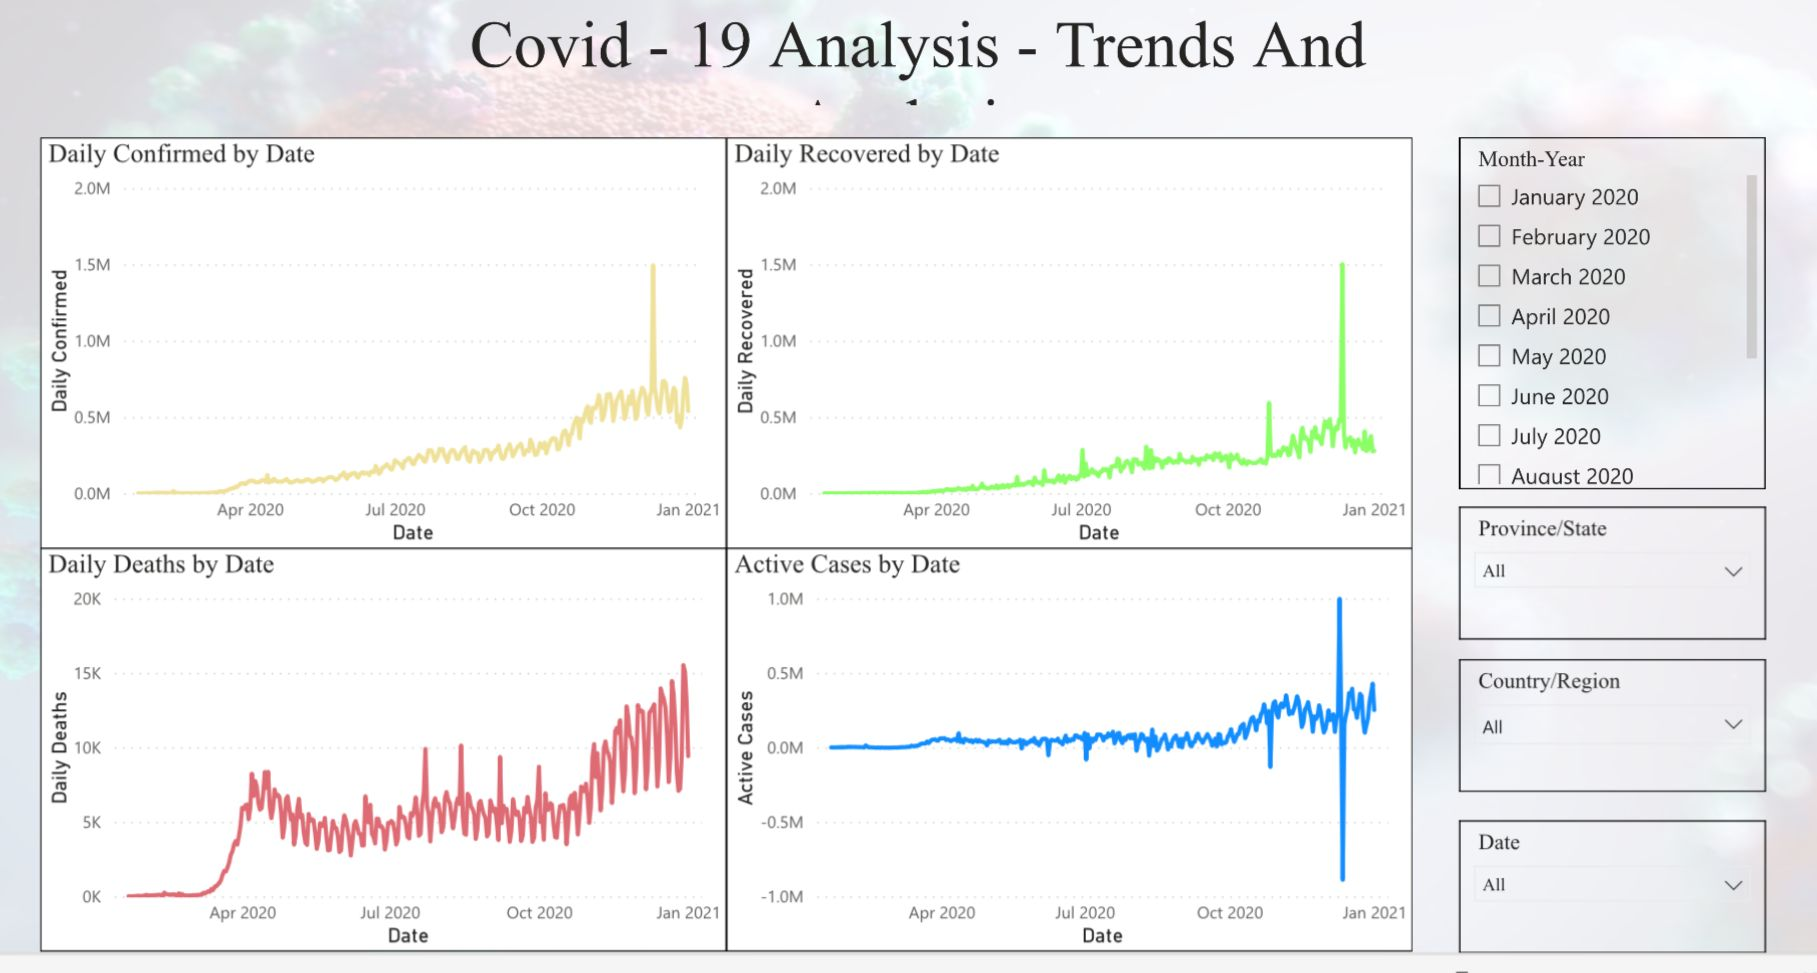 Covid - 19 Analysis - Trends And
Daily Confirmed by Date
2.0M
1.5M
1.0M
0.5M
0.0M
Daily Confirmed
Apr 2020 Jul 2020 Oct 2020 Jan 2021
Date
Daily Recovered by Date
2.0M
1.5M
1.0M
0.5M
0.0M
Daily Recovered
Apr 2020 Jul 2020 Oct 2020 Jan 2021
Date
Daily Deaths by Date
20K
15K
10K
5K
0K
Daily Deaths
Apr 2020 Jul 2020 Oct 2020 Jan 2021
Date
Active Cases by Date
1.0M
0.5M
0.0M
-0.5M
-1.0M
Active Cases
Apr 2020 Jul 2020 Oct 2020 Jan 2021
Date
Month-Year
January 2020
February 2020
March 2020
April 2020
May 2020
June 2020
July 2020
August 2020
Province/State
All
Country/Region
All
Date
All